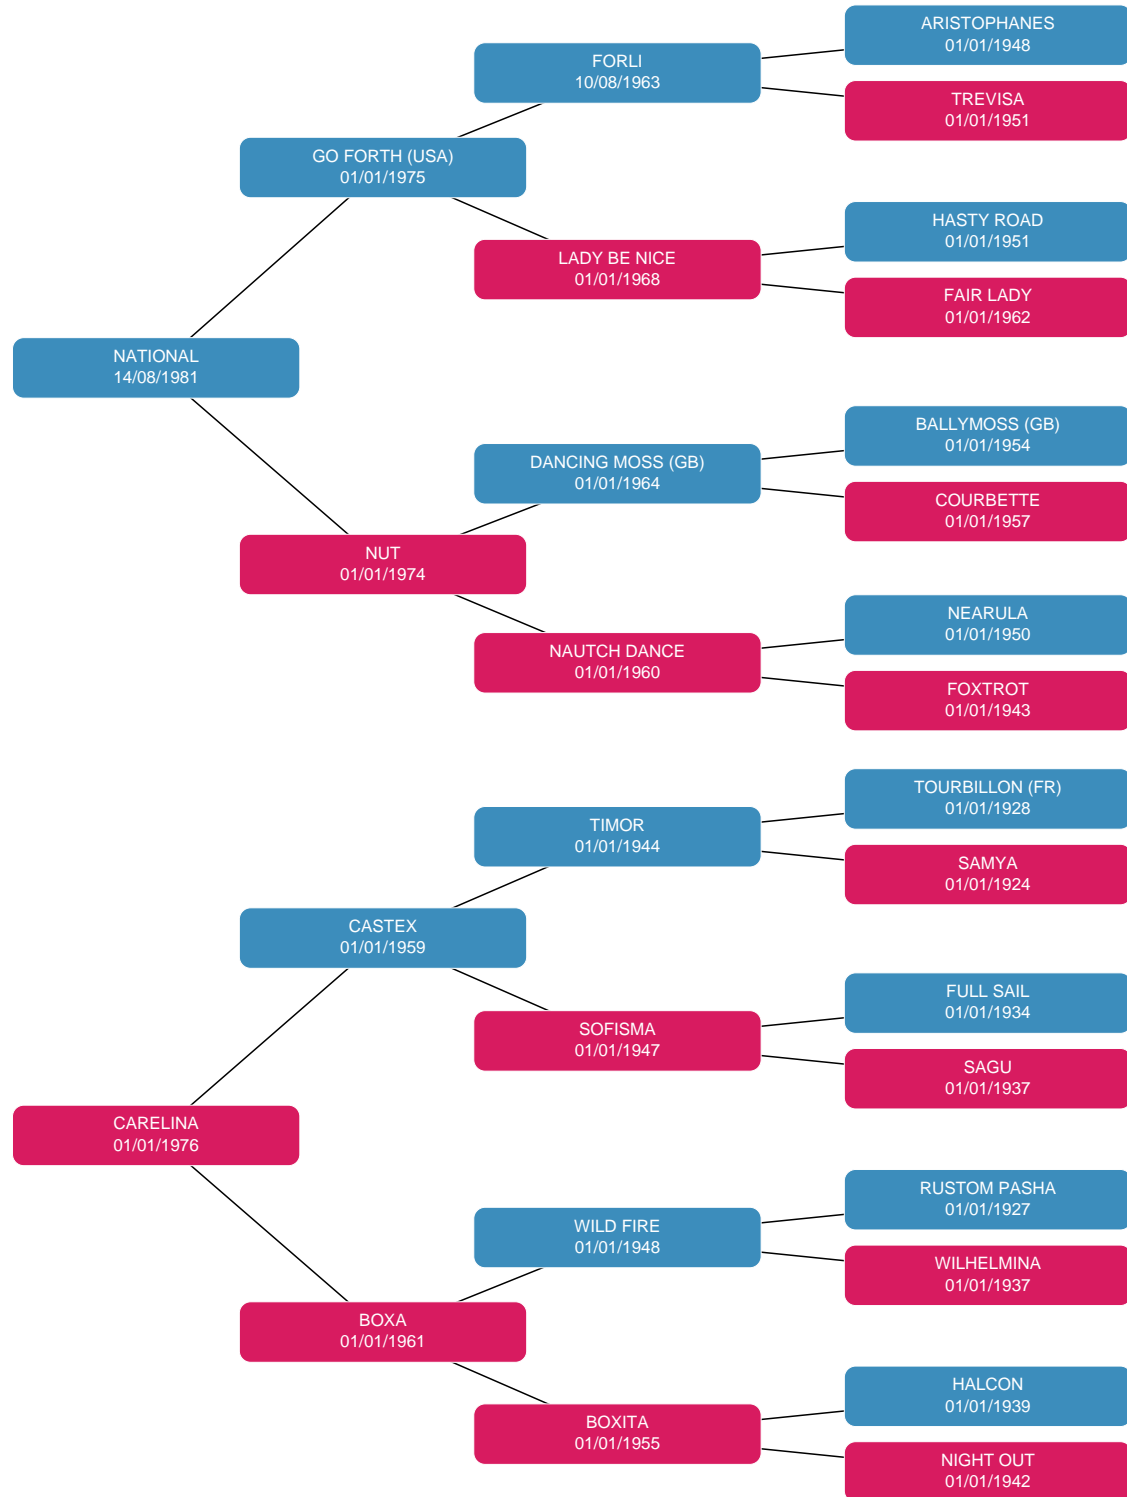 ARISTOPHANES
01/01/1948
FORLI
10/08/1963
TREVISA
01/01/1951
GO FORTH (USA)
01/01/1975
HASTY ROAD
01/01/1951
LADY BE NICE
01/01/1968
FAIR LADY
01/01/1962
NATIONAL
14/08/1981
BALLYMOSS (GB)
01/01/1954
DANCING MOSS (GB)
01/01/1964
COURBETTE
01/01/1957
NUT
01/01/1974
NEARULA
01/01/1950
NAUTCH DANCE
01/01/1960
FOXTROT
01/01/1943
TOURBILLON (FR)
01/01/1928
TIMOR
01/01/1944
SAMYA
01/01/1924
CASTEX
01/01/1959
FULL SAIL
01/01/1934
SOFISMA
01/01/1947
SAGU
01/01/1937
CARELINA
01/01/1976
RUSTOM PASHA
01/01/1927
WILD FIRE
01/01/1948
WILHELMINA
01/01/1937
BOXA
01/01/1961
HALCON
01/01/1939
BOXITA
01/01/1955
NIGHT OUT
01/01/1942